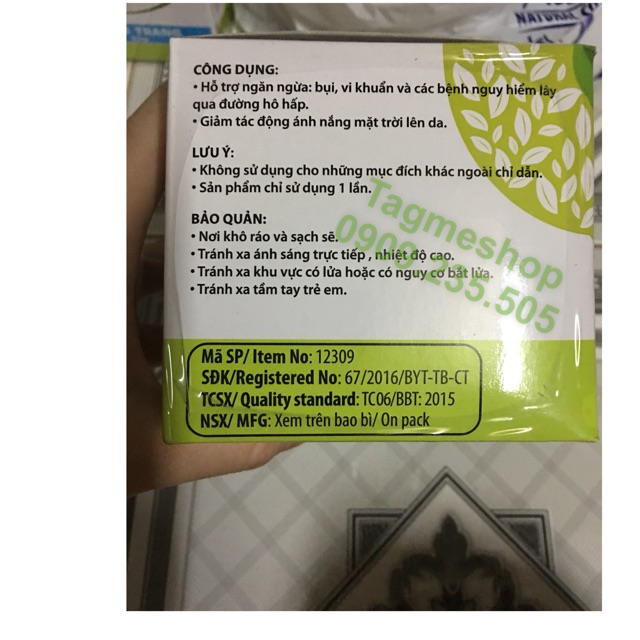 TRANG
NATURAL
CÔNG DỤNG:
• Hỗ trợ ngăn ngừa: bụi, vi khuẩn và các bệnh nguy hiểm lây
qua đường hô hấp.
• Giảm tác động ánh nắng mặt trời lên da.
LƯU Ý:
• Không sử dụng cho những mục đích khác ngoài chỉ dẫn.
• Sản phẩm chỉ sử dụng 1 lần.
BẢO QUẢN:
• Nơi khô ráo và sạch sẽ.
• Tránh xa ánh sáng trực tiếp , nhiệt độ cao.
• Tránh xa khu vực có lửa hoặc có nguy cơ bắt lửa.
• Tránh xa tầm tay trẻ em.
Tagmeshop
0909.235.505
Mã SP/ Item No: 12309
SĐK/Registered No: 67/2016/BYT-TB-CT
TCSX/ Quality standard: TC06/BBT: 2015
NSX/ MFG: Xem trên bao bì/ On pack